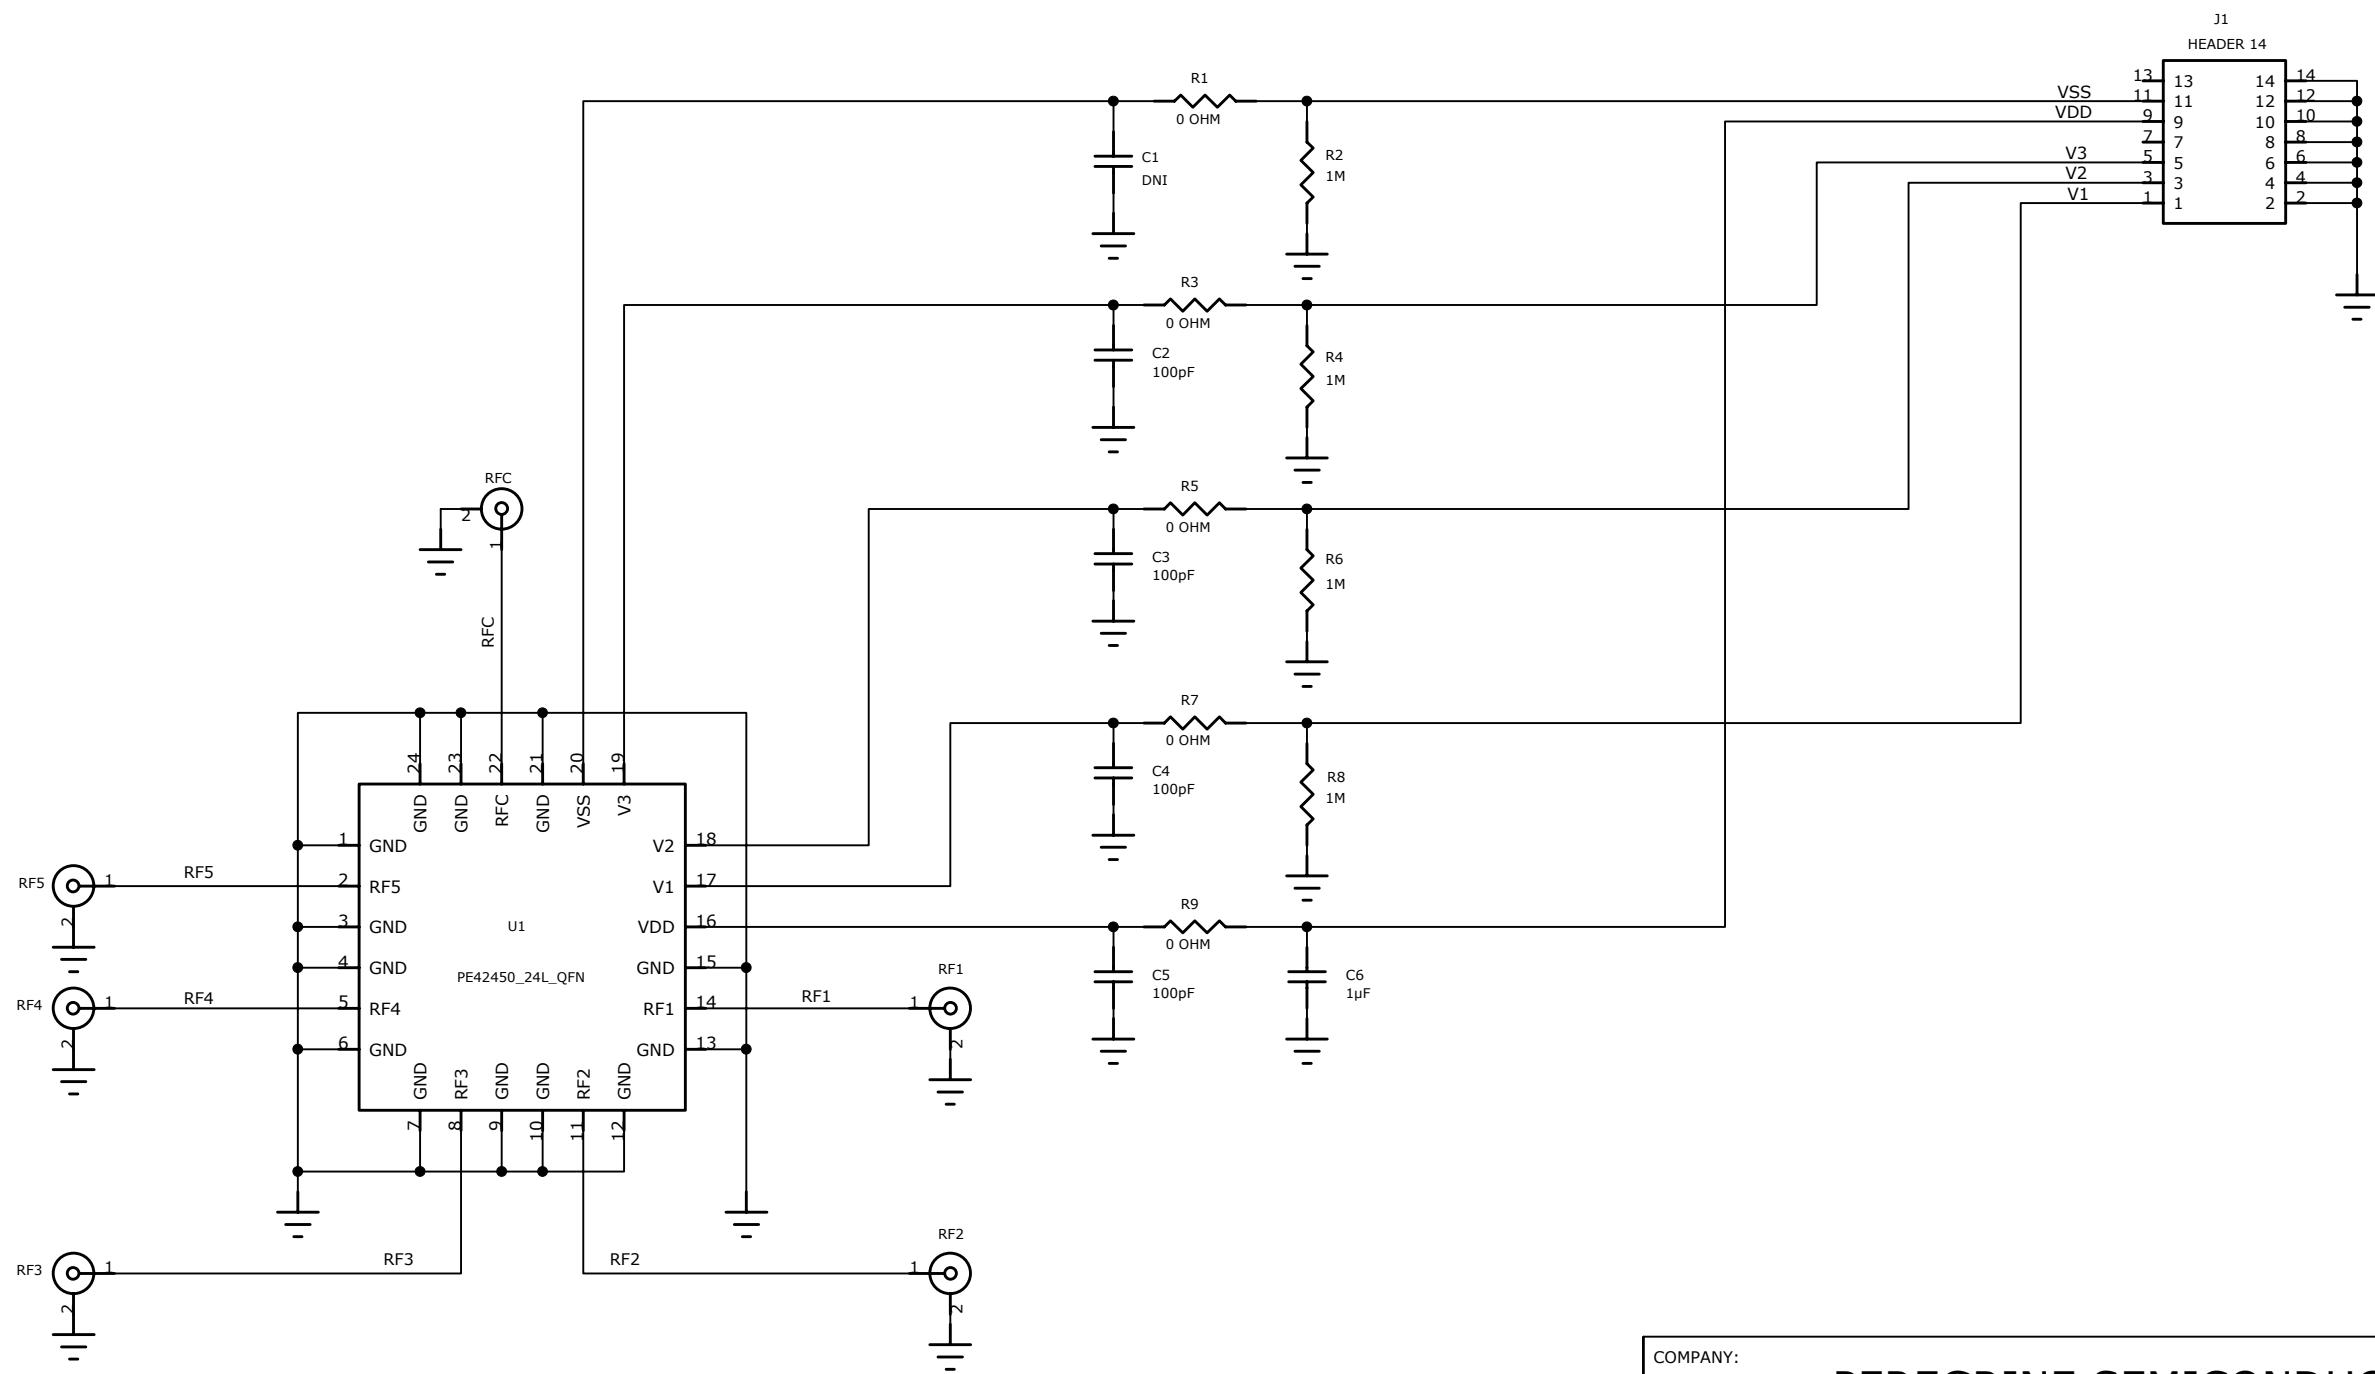 J1
HEADER 14
13 13 14 14
VSS 11 11 12 12
VDD 9 9 10 10
7 7 8 8
V3 5 5 6 6
V2 3 3 4 4
V1 1 1 2 2
R1
0 OHM
C1
DNI
R2
1M
R3
0 OHM
C2
100pF
R4
1M
R5
0 OHM
C3
100pF
R6
1M
R7
0 OHM
C4
100pF
R8
1M
R9
0 OHM
C5
100pF
C6
1µF
RFC
2
1
RFC
24 23 22 21 20 19
GND GND RFC GND VSS V3
1 GND
V2 18
RF5 1 RF5 2 RF5
2
V1 17
3 GND
U1
VDD 16
4 GND
PE42450_24L_QFN
GND 15
RF4 1 RF4 5 RF4
2
RF1 14 RF1 1
RF1
2
6 GND
GND 13
GND RF3 GND GND RF2 GND
7 8 9 10 11 12
RF3 1 RF3
2
RF2 1
RF2
2
COMPANY: